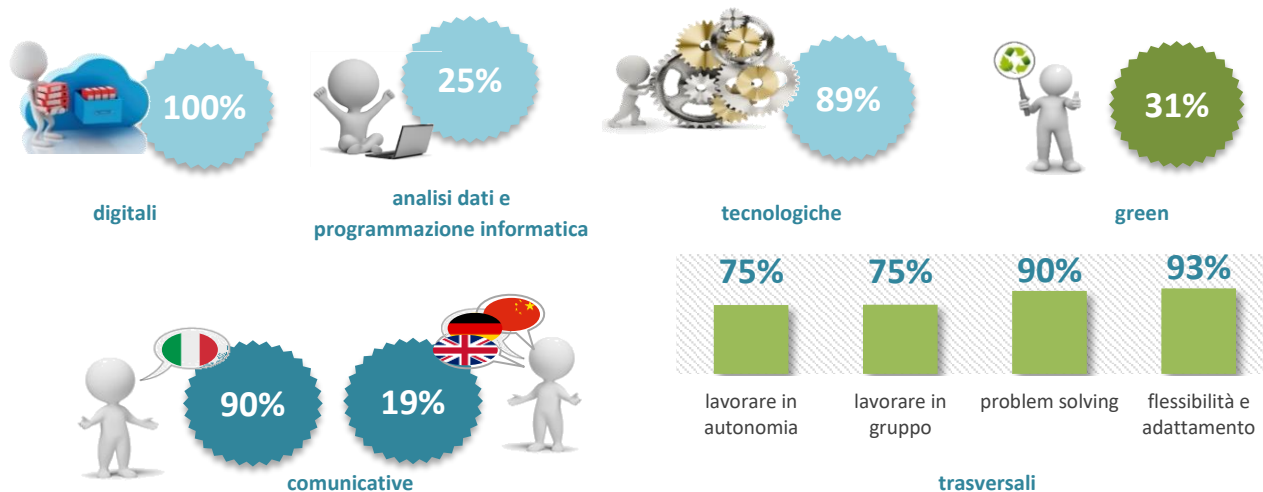 100%
25%
89%
31%
digitali
analisi dati e
programmazione informatica
tecnologiche
green
90%
19%
comunicative
75%
75%
90%
93%
lavorare in
autonomia
lavorare in
gruppo
problem solving
flessibilità e
adattamento
trasversali